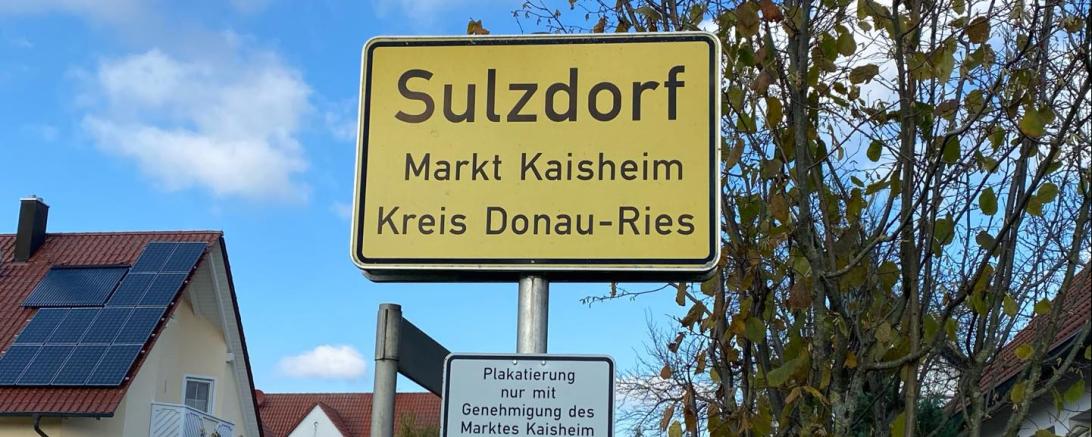 Sulzdorf
Markt Kaisheim
Kreis Donau-Ries
Plakatierung
nur mit
Genehmigung des
Marktes Kaisheim